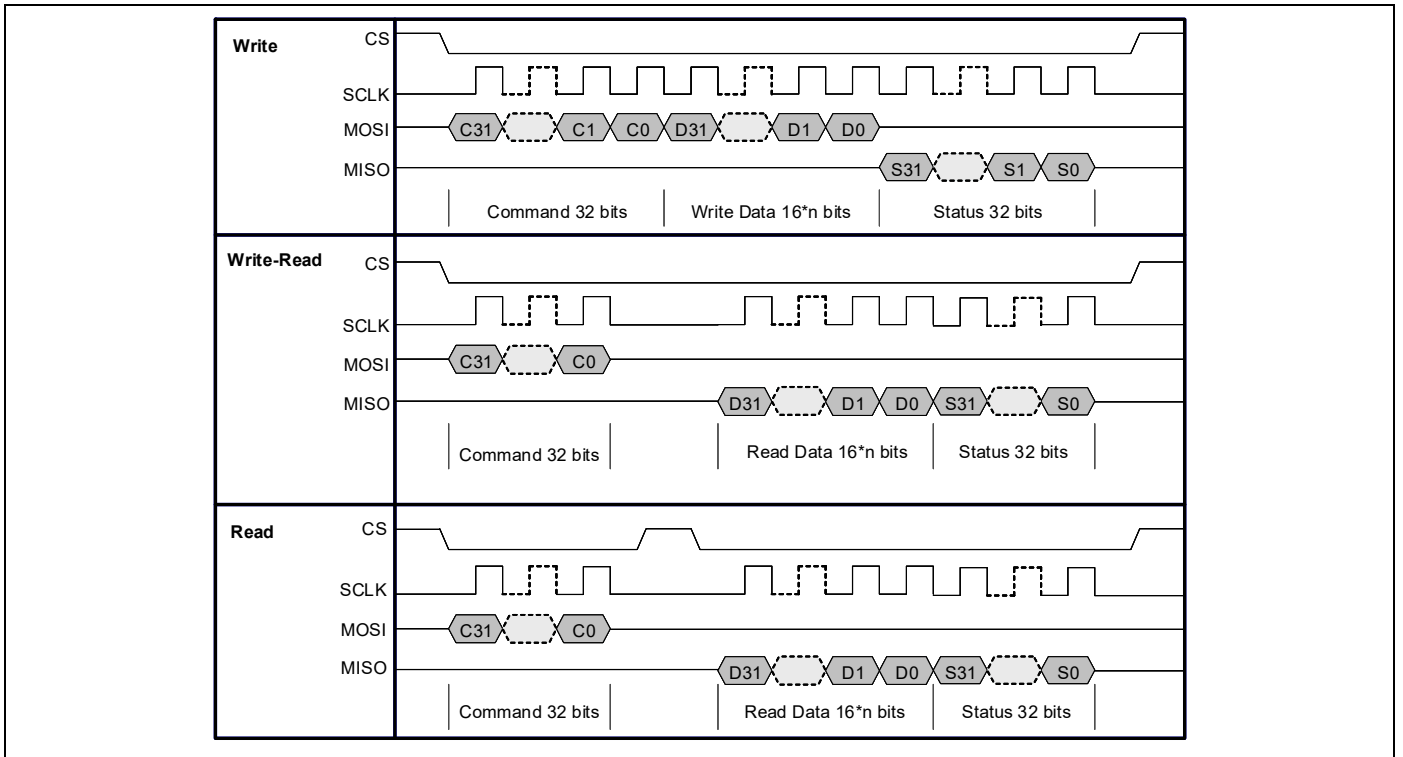 Write
CS
SCLK
MOSI C31 C1 C0 D31 D1 D0
MISO S31 S1 S0
Command 32 bits Write Data 16*n bits Status 32 bits
Write-Read
CS
SCLK
MOSI C31 C0
MISO D31 D1 D0 S31 S0
Command 32 bits Read Data 16*n bits Status 32 bits
Read
CS
SCLK
MOSI C31 C0
MISO D31 D1 D0 S31 S0
Command 32 bits Read Data 16*n bits Status 32 bits